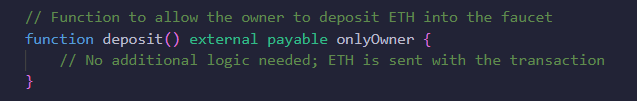 // Function to allow the owner to deposit ETH into the faucet
function deposit() external payable onlyOwner {
    // No additional logic needed; ETH is sent with the transaction
}